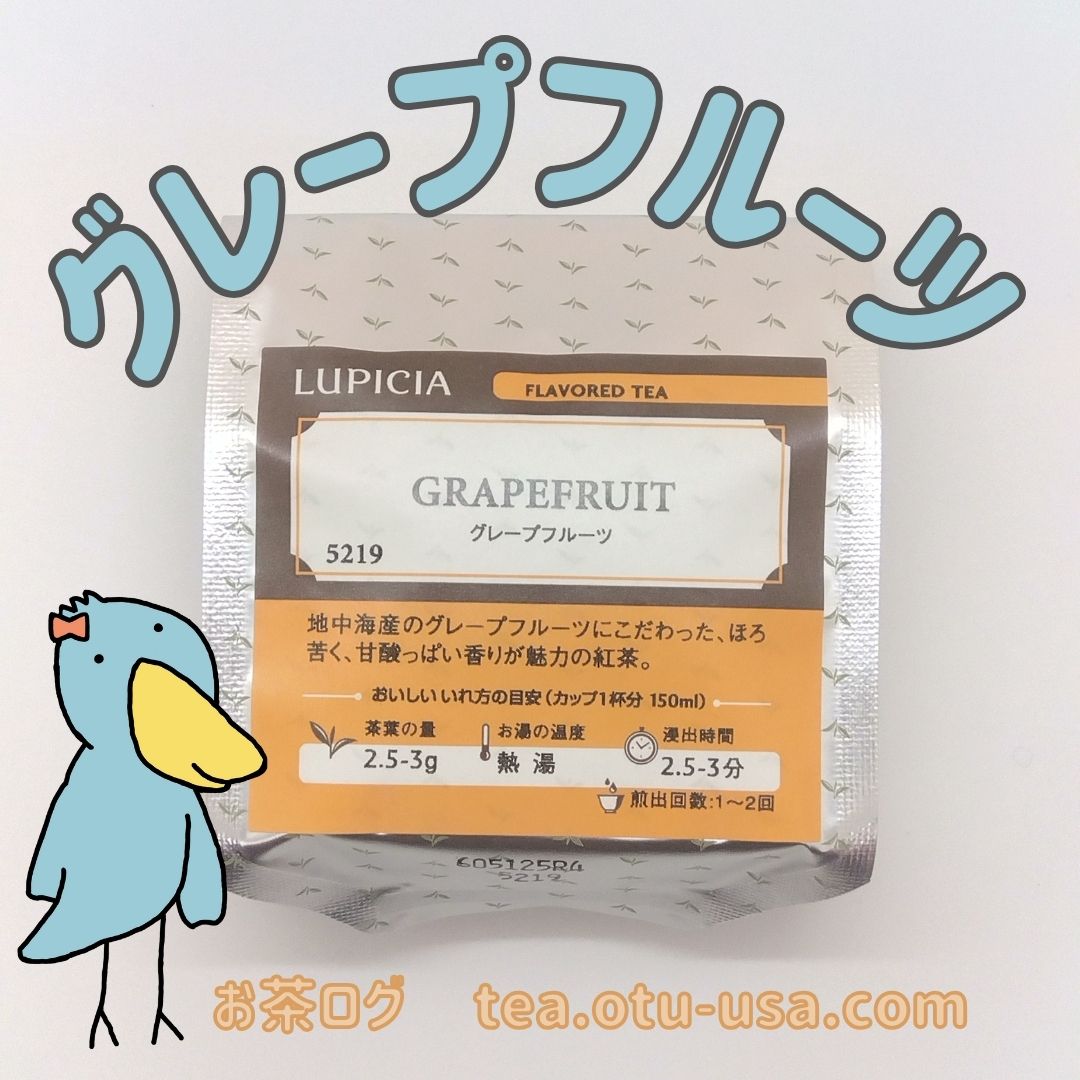 グレープフルーツ
LUPICIA
FLAVORED TEA
GRAPEFRUIT
グレープフルーツ
5219
地中海産のグレープフルーツにこだわった、ほろ
苦く、甘酸っぱい香りが魅力の紅茶。
おいしいいれ方の目安(カップ1杯分 150ml)
茶葉の量
2.5-3g
お湯の温度
熱湯
浸出時間
2.5-3分
煎出回数:1〜2回
605125R4
5219
お茶ログ tea.otu-usa.com